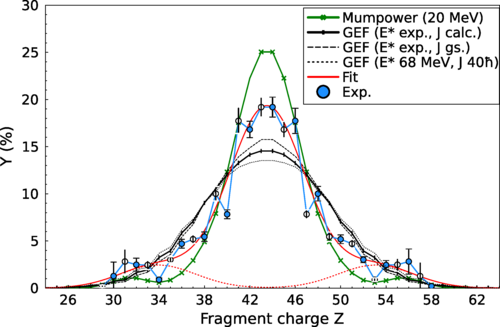 30
25
20
15
10
5
0
Y (%)
Mumpower (20 MeV)
GEF (E* exp., J calc.)
GEF (E* exp., J gs.)
GEF (E* 68 MeV, J 40ħ)
Fit
Exp.
26 30 34 38 42 46 50 54 58 62
Fragment charge Z